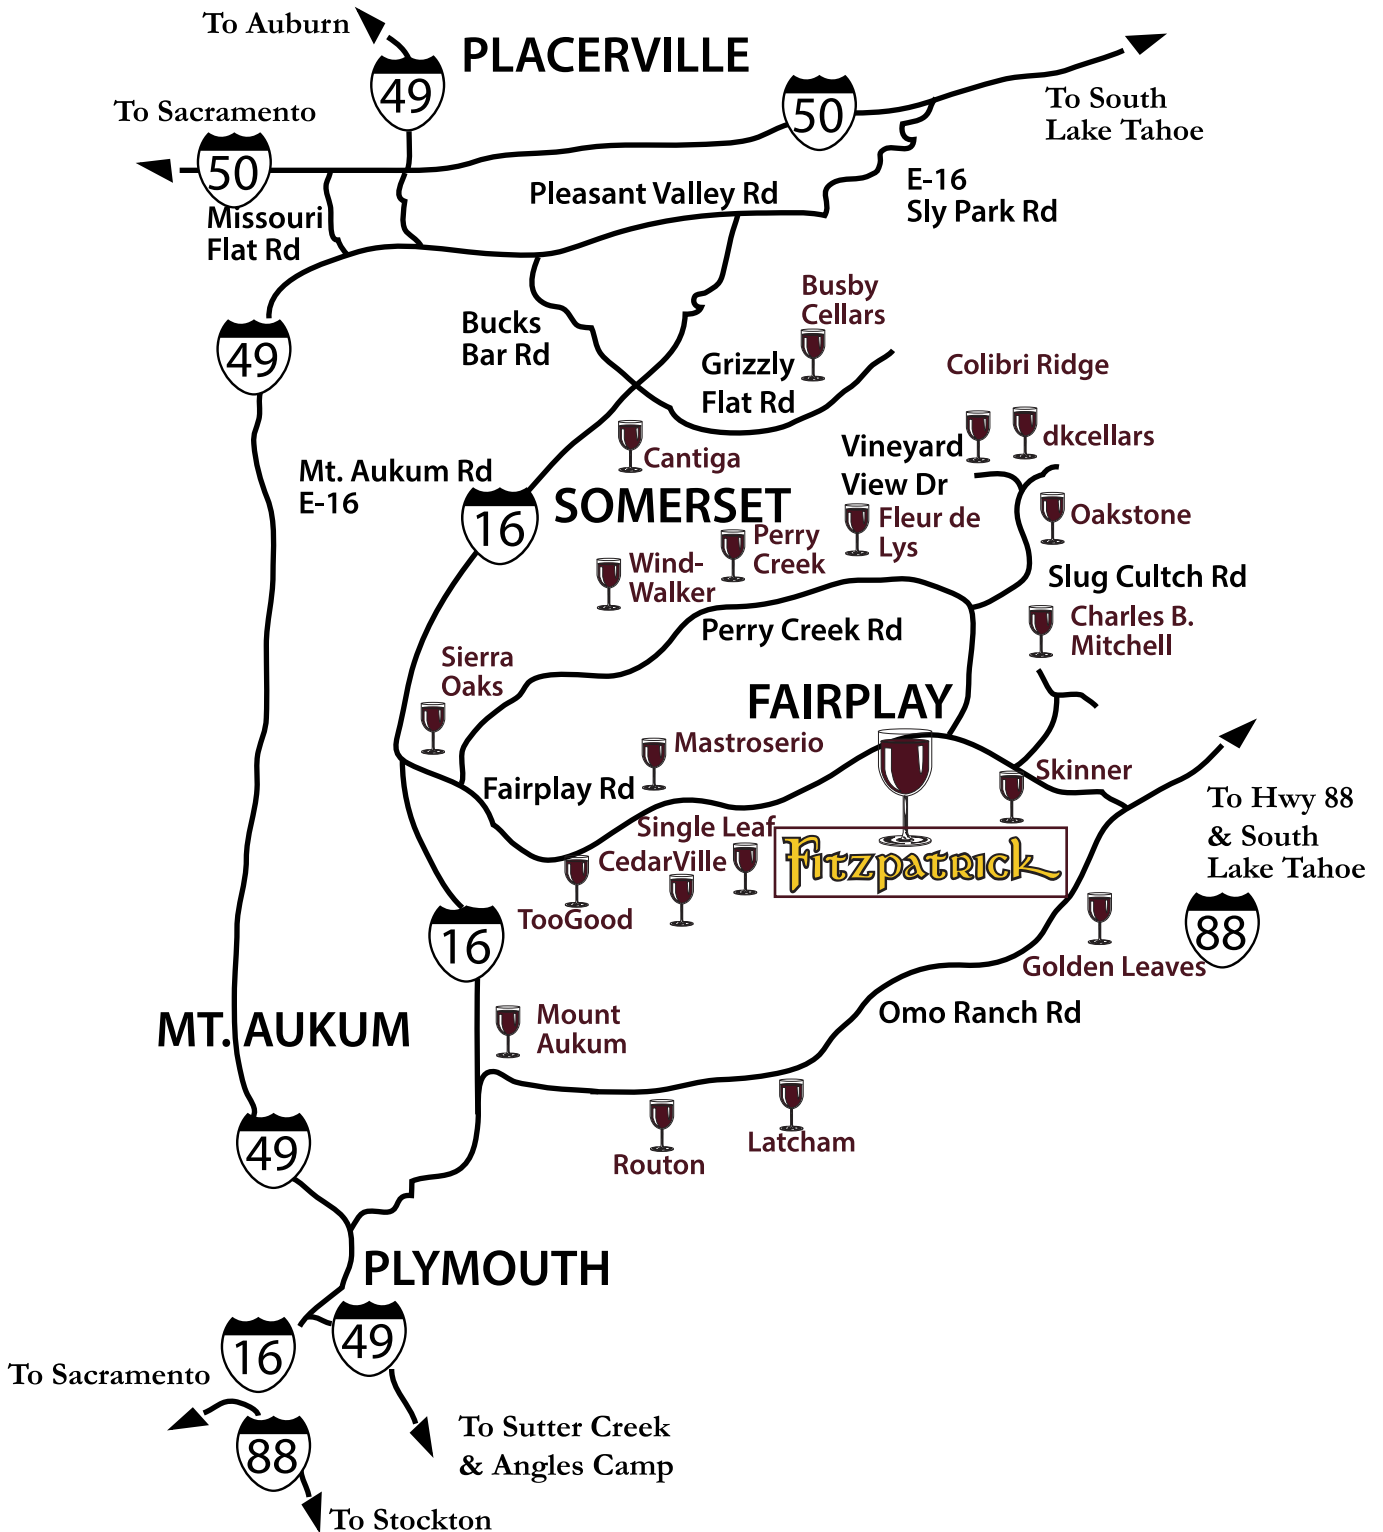 To Auburn
PLACERVILLE
49
To Sacramento
50
50
To South
Lake Tahoe
Missouri
Flat Rd
Pleasant Valley Rd
E-16
Sly Park Rd
Busby
Cellars
49
Bucks
Bar Rd
Grizzly
Flat Rd
Colibri Ridge
dkcellars
Vineyard
View Dr
Cantiga
Mt. Aukum Rd
E-16
16
SOMERSET
Fleur de
Lys
Oakstone
Perry
Creek
Wind-
Walker
Slug Cultch Rd
Perry Creek Rd
Charles B.
Mitchell
Sierra
Oaks
FAIRPLAY
Mastroserio
Fairplay Rd
Skinner
To Hwy 88
& South
Lake Tahoe
88
Single Leaf
CedarVille
Fitzpatrick
TooGood
16
Golden Leaves
Omo Ranch Rd
MT. AUKUM
Mount
Aukum
49
Routon
Latcham
PLYMOUTH
16
49
To Sacramento
88
To Sutter Creek
& Angles Camp
To Stockton